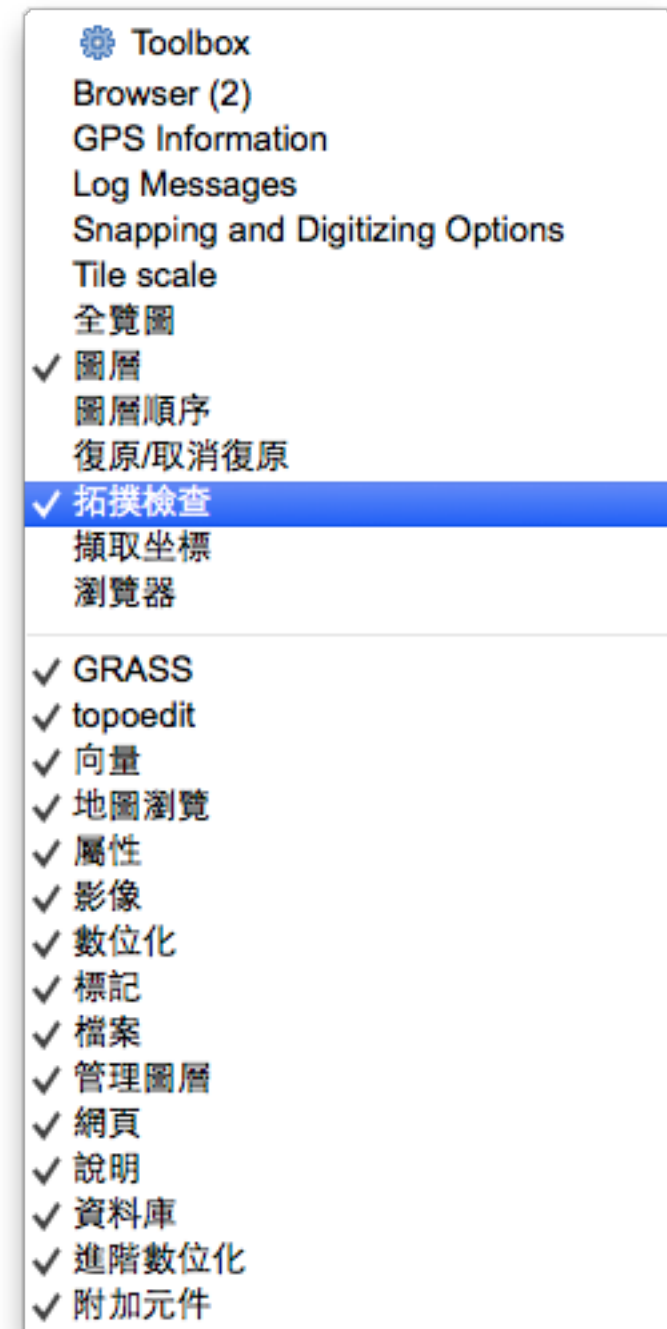 Toolbox
Browser (2)
GPS Information
Log Messages
Snapping and Digitizing Options
Tile scale
全覽圖
圖層
圖層順序
復原/取消復原
拓撲檢查
擷取坐標
瀏覽器
GRASS
topoedit
向量
地圖瀏覽
屬性
影像
數位化
標記
檔案
管理圖層
網頁
說明
資料庫
進階數位化
附加元件